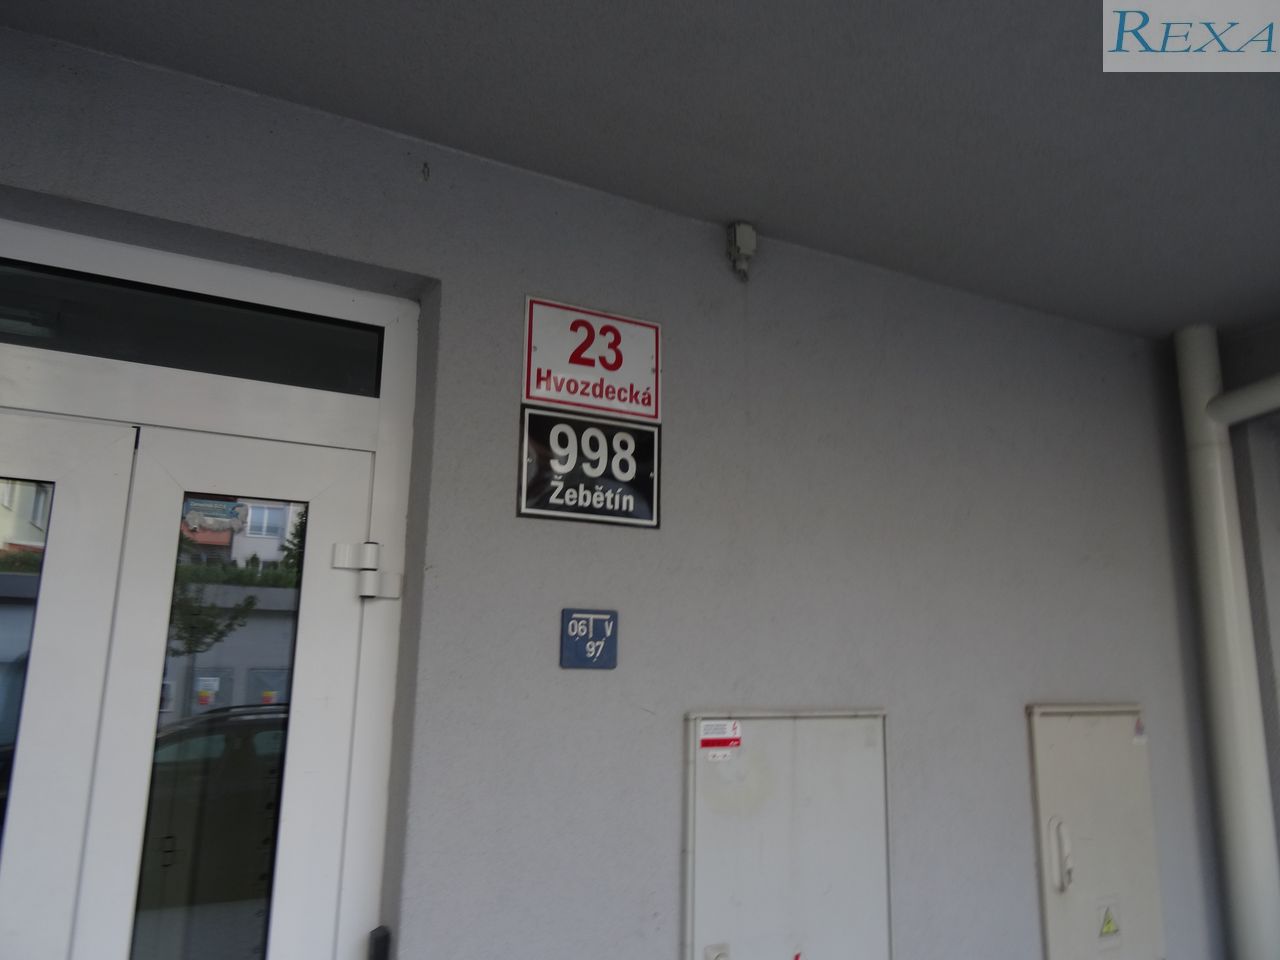 REXA
23
Hvozdecká
998
Žebětín
06 V
97